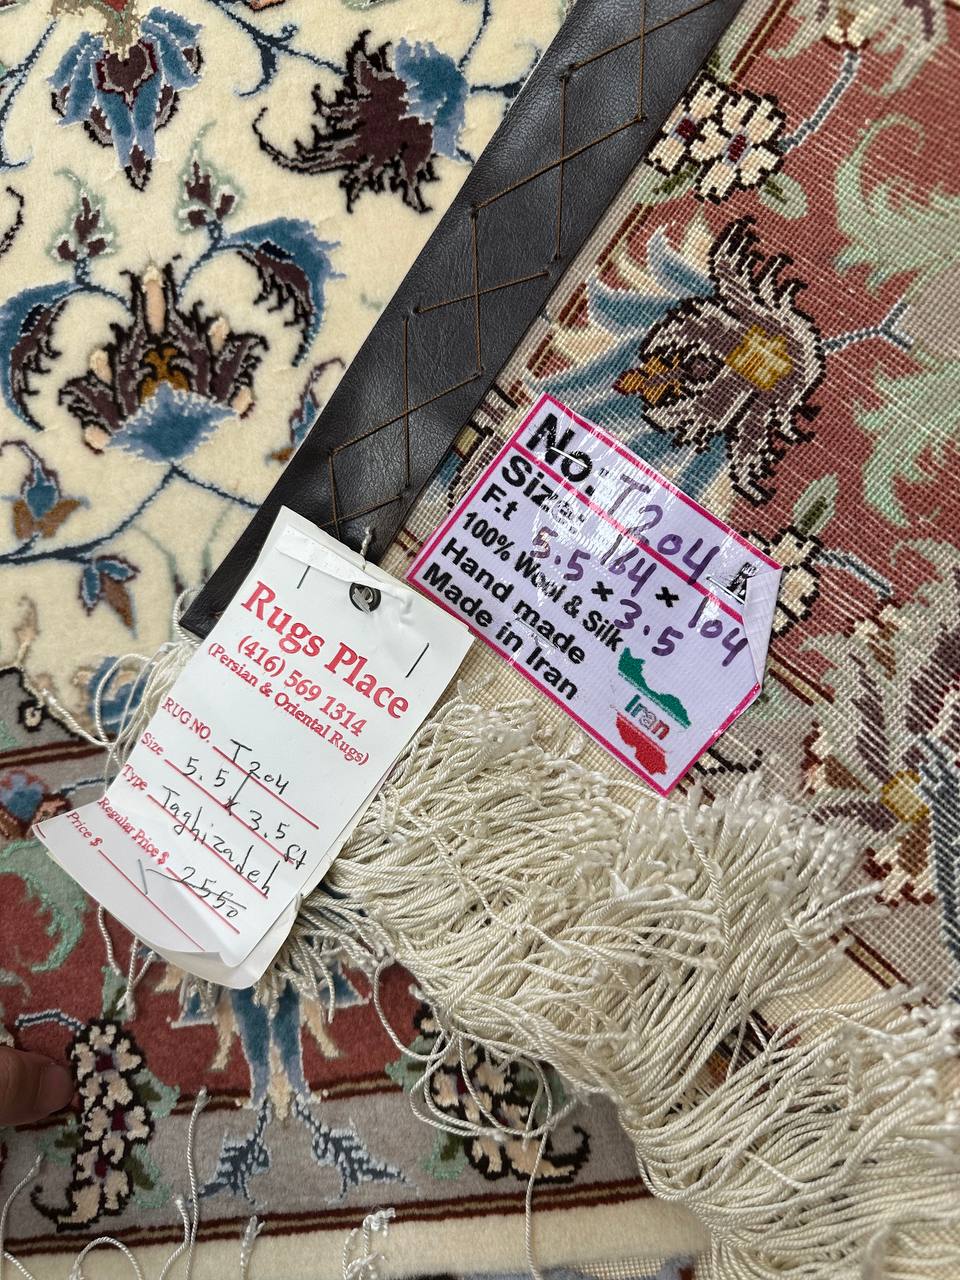 No: T204
Size: 164 x 104
F.t 5.5 x 3.5
100% Wool & Silk
Hand made
Made in Iran
Iran
Rugs Place
(416) 569 1314
(Persian & Oriental Rugs)
RUG NO. T204
Size 5.5 x 3.5 ft
Type Taghizadeh
Regular Price $ 2550
Price $